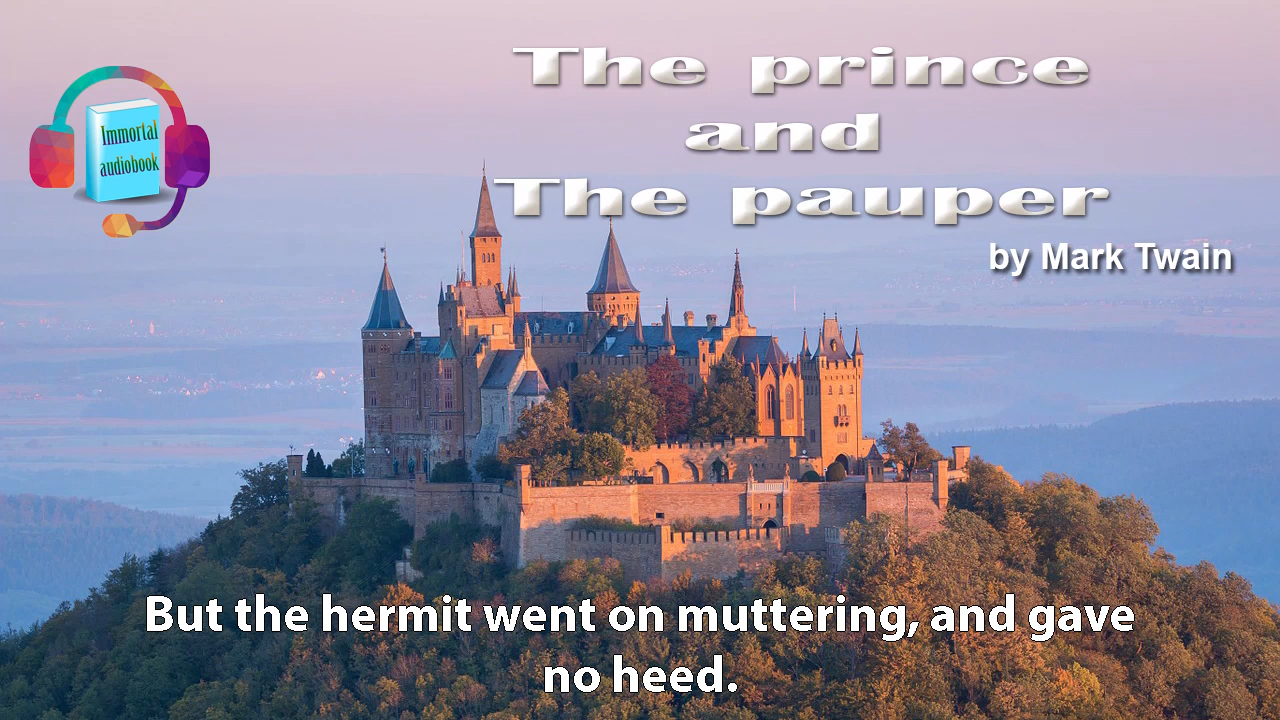 The prince
and
The pauper
by Mark Twain
Immortal
audiobook
But the hermit went on muttering, and gave
no heed.